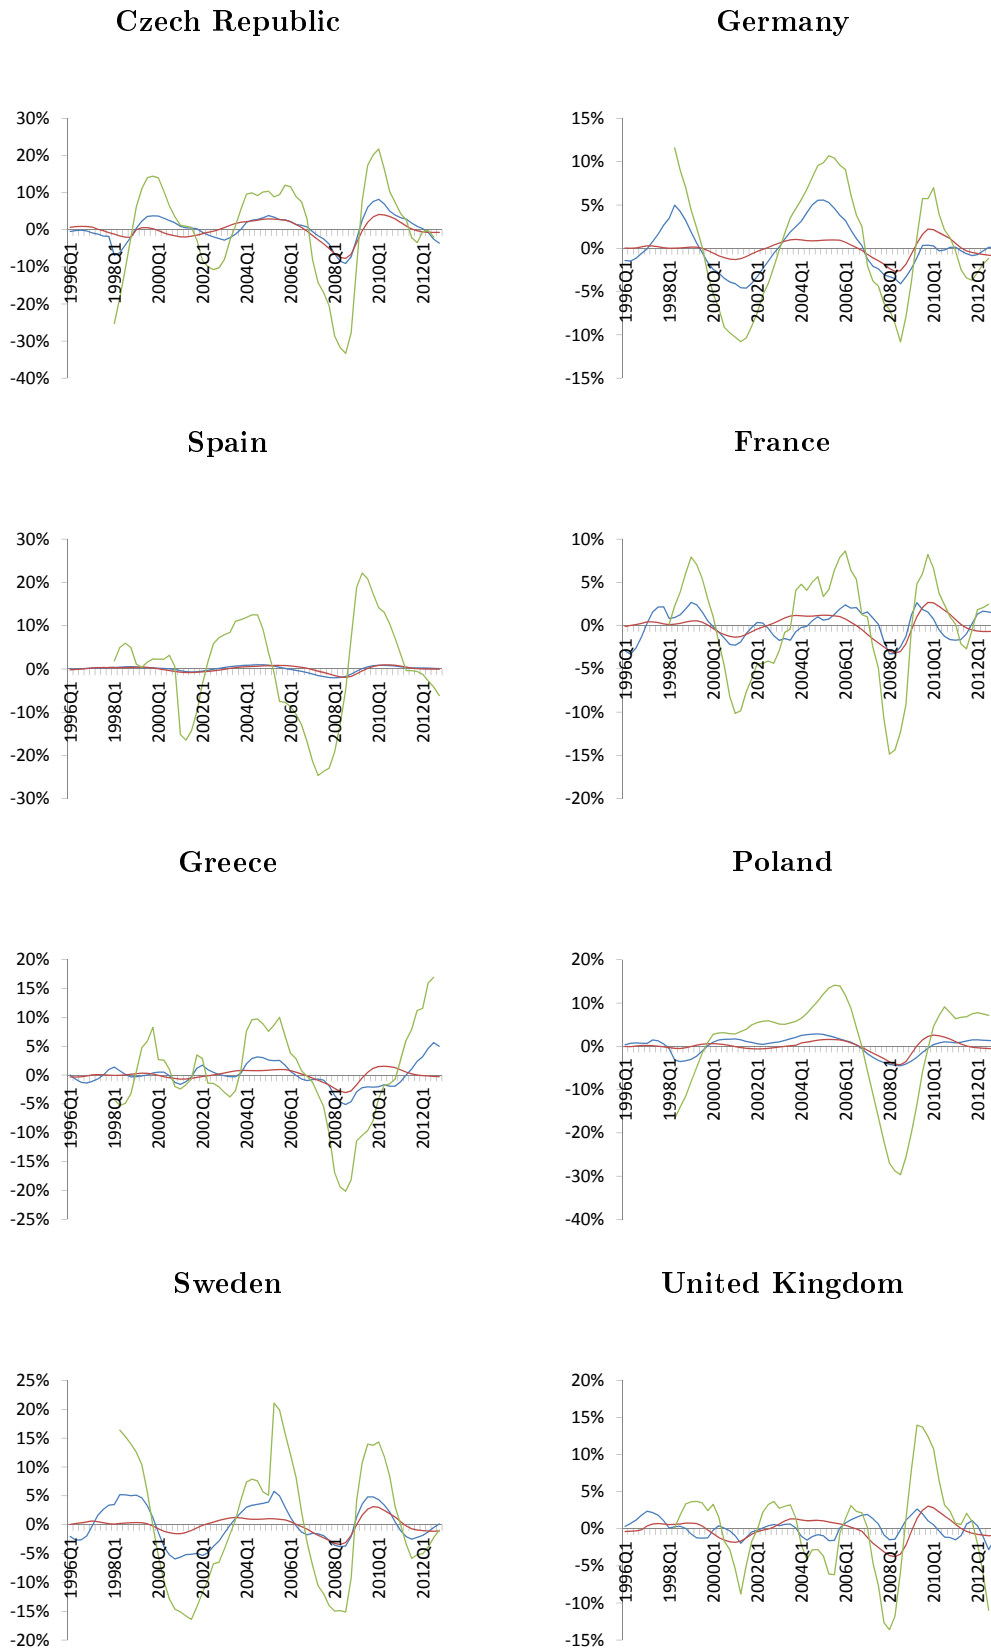 Czech Republic
30%
20%
10%
0%
-10%
-20%
-30%
-40%
1996Q1
1998Q1
2000Q1
2002Q1
2004Q1
2006Q1
2008Q1
2010Q1
2012Q1
Germany
15%
10%
5%
0%
-5%
-10%
-15%
1996Q1
1998Q1
2000Q1
2002Q1
2004Q1
2006Q1
2008Q1
2010Q1
2012Q1
Spain
30%
20%
10%
0%
-10%
-20%
-30%
1996Q1
1998Q1
2000Q1
2002Q1
2004Q1
2006Q1
2008Q1
2010Q1
2012Q1
France
10%
5%
0%
-5%
-10%
-15%
-20%
1996Q1
1998Q1
2000Q1
2002Q1
2004Q1
2006Q1
2008Q1
2010Q1
2012Q1
Greece
20%
15%
10%
5%
0%
-5%
-10%
-15%
-20%
-25%
1996Q1
1998Q1
2000Q1
2002Q1
2004Q1
2006Q1
2008Q1
2010Q1
2012Q1
Poland
20%
10%
0%
-10%
-20%
-30%
-40%
1996Q1
1998Q1
2000Q1
2002Q1
2004Q1
2006Q1
2008Q1
2010Q1
2012Q1
Sweden
25%
20%
15%
10%
5%
0%
-5%
-10%
-15%
-20%
1996Q1
1998Q1
2000Q1
2002Q1
2004Q1
2006Q1
2008Q1
2010Q1
2012Q1
United Kingdom
20%
15%
10%
5%
0%
-5%
-10%
-15%
1996Q1
1998Q1
2000Q1
2002Q1
2004Q1
2006Q1
2008Q1
2010Q1
2012Q1